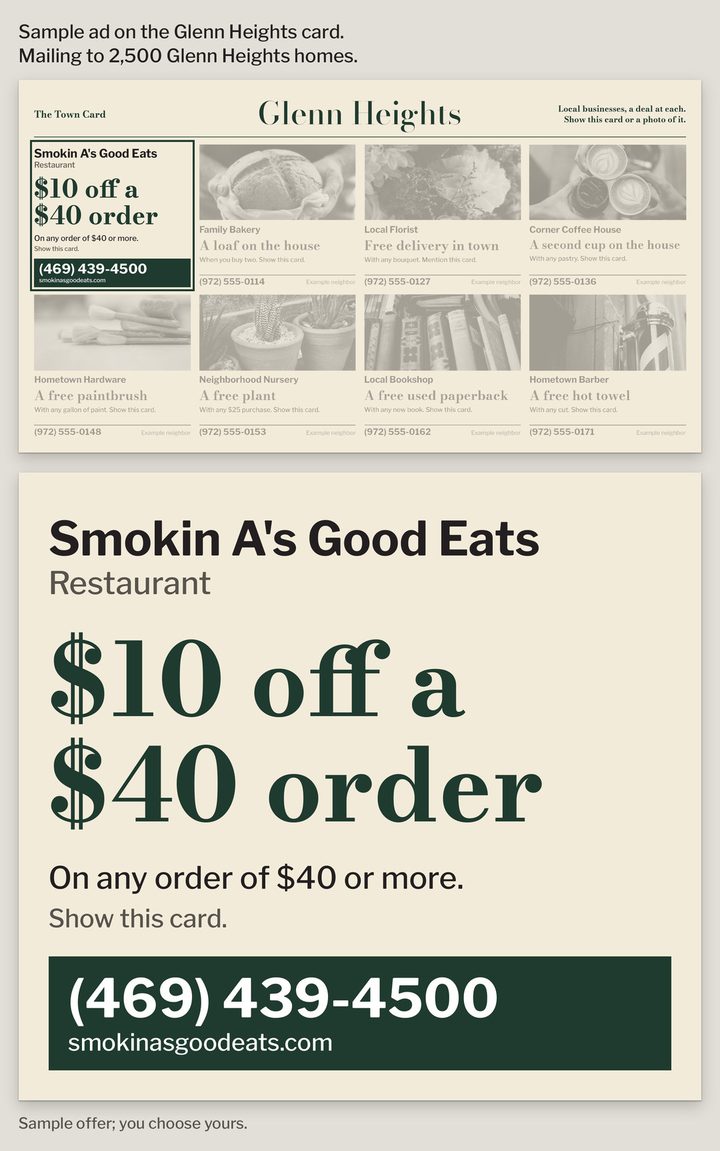 Sample ad on the Glenn Heights card.
Mailing to 2,500 Glenn Heights homes.
The Town Card
Glenn Heights
Local businesses, a deal at each.
Show this card or a photo of it.
Smokin A's Good Eats
Restaurant
$10 off a
$40 order
On any order of $40 or more.
Show this card.
(469) 439-4500
smokinasgoodeats.com
Family Bakery
A loaf on the house
When you buy two. Show this card.
(972) 555-0114
Example neighbor
Local Florist
Free delivery in town
With any bouquet. Mention this card.
(972) 555-0127
Example neighbor
Corner Coffee House
A second cup on the house
With any pastry. Show this card.
(972) 555-0136
Example neighbor
Hometown Hardware
A free paintbrush
With any gallon of paint. Show this card.
(972) 555-0148
Example neighbor
Neighborhood Nursery
A free plant
With any $25 purchase. Show this card.
(972) 555-0153
Example neighbor
Local Bookshop
A free used paperback
With any new book. Show this card.
(972) 555-0162
Example neighbor
Hometown Barber
A free hot towel
With any cut. Show this card.
(972) 555-0171
Example neighbor
Smokin A's Good Eats
Restaurant
$10 off a
$40 order
On any order of $40 or more.
Show this card.
(469) 439-4500
smokinasgoodeats.com
Sample offer; you choose yours.